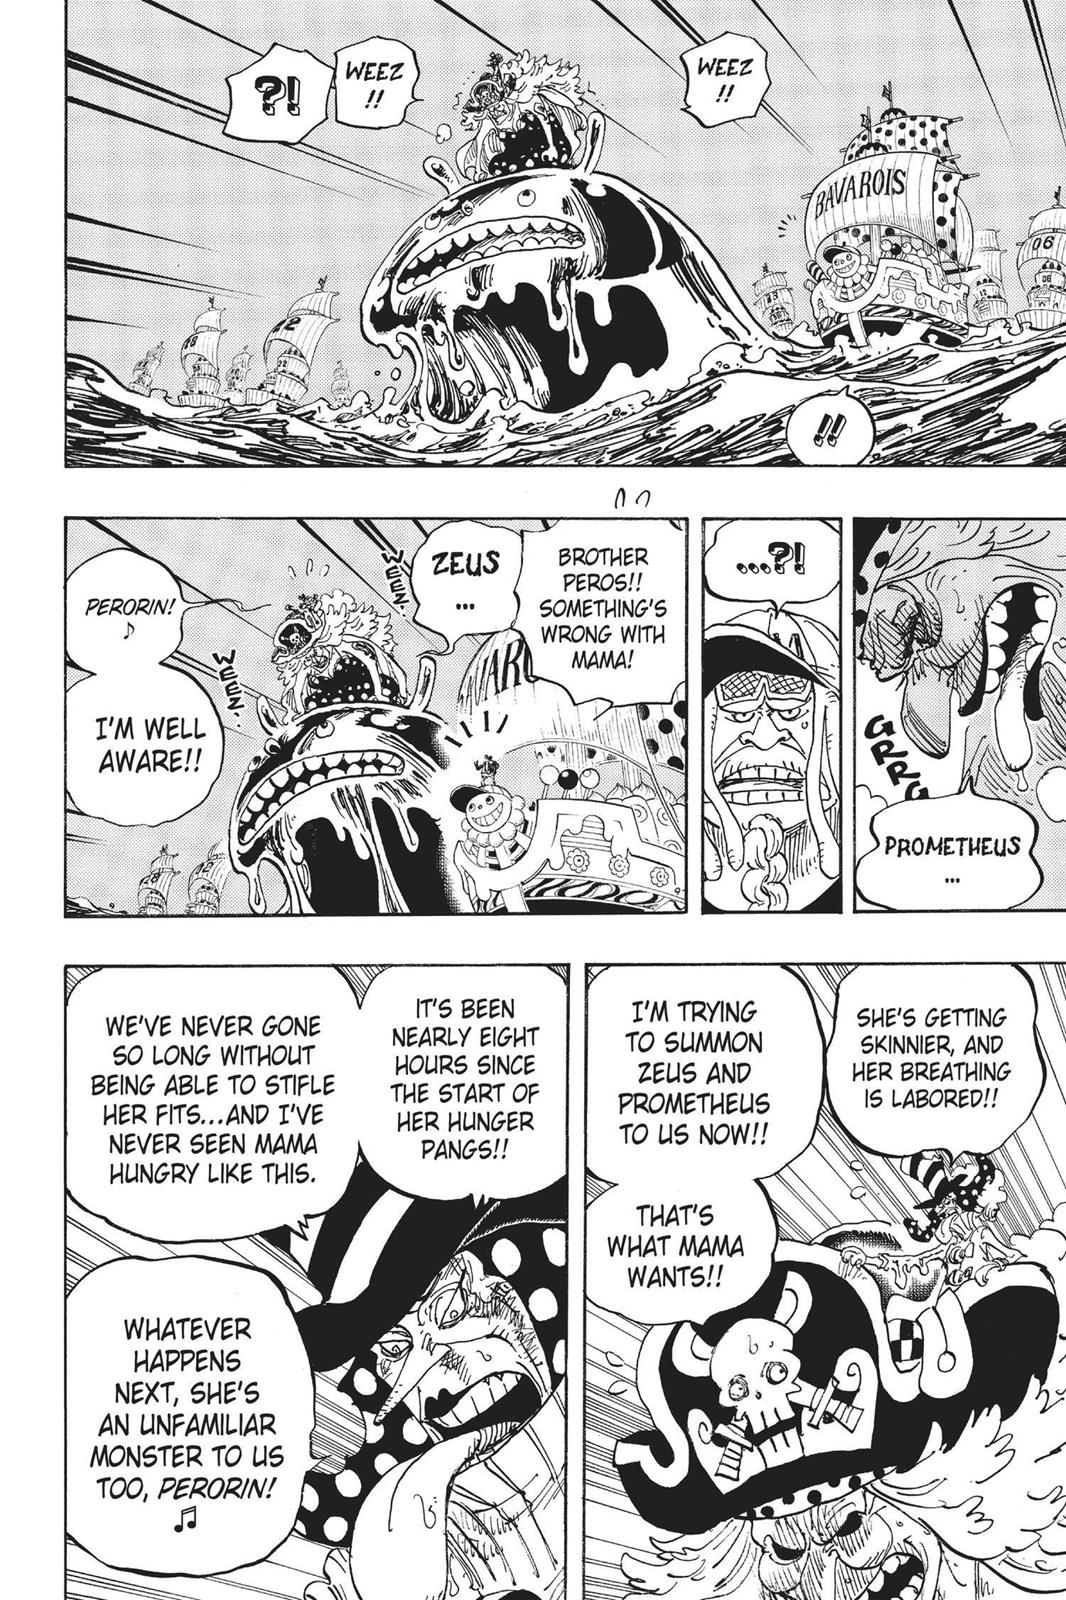 WEEZ
!!
BAVAROIS
06
WEEZ
!!
?!
!!
GRRG
PROMETHEUS
...
...?!
BROTHER
PEROS!!
SOMETHING'S
WRONG WITH
MAMA!
ZEUS
...
WEEZ..
WEEZ..
PERORIN!
♪
I'M WELL
AWARE!!
SHE'S GETTING
SKINNIER, AND
HER BREATHING
IS LABORED!!
I'M TRYING
TO SUMMON
ZEUS AND
PROMETHEUS
TO US NOW!!
THAT'S
WHAT MAMA
WANTS!!
IT'S BEEN
NEARLY EIGHT
HOURS SINCE
THE START OF
HER HUNGER
PANGS!!
WE'VE NEVER GONE
SO LONG WITHOUT
BEING ABLE TO STIFLE
HER FITS...AND I'VE
NEVER SEEN MAMA
HUNGRY LIKE THIS.
WHATEVER
HAPPENS
NEXT, SHE'S
AN UNFAMILIAR
MONSTER TO US
TOO, PERORIN!
♫